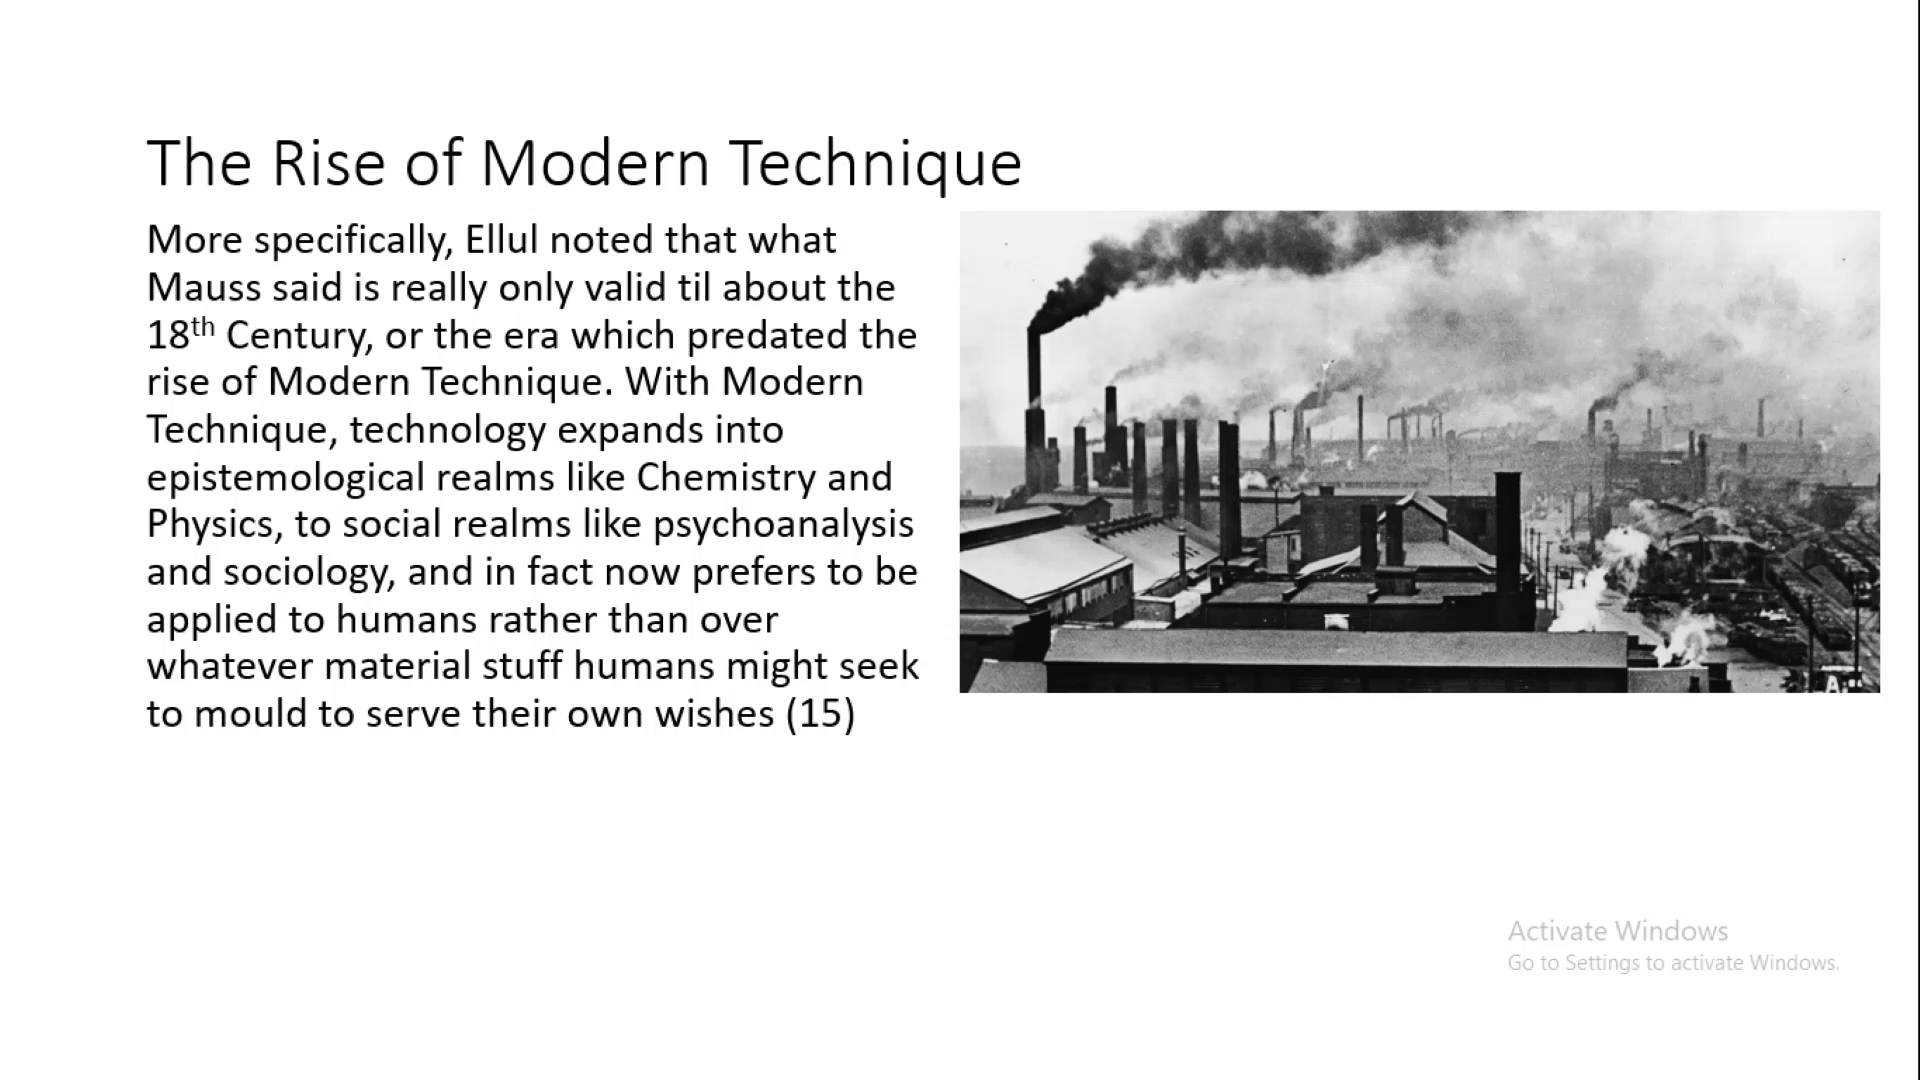 The Rise of Modern Technique
More specifically, Ellul noted that what
Mauss said is really only valid til about the
18th Century, or the era which predated the
rise of Modern Technique. With Modern
Technique, technology expands into
epistemological realms like Chemistry and
Physics, to social realms like psychoanalysis
and sociology, and in fact now prefers to be
applied to humans rather than over
whatever material stuff humans might seek
to mould to serve their own wishes (15)
Activate Windows
Go to Settings to activate Windows.